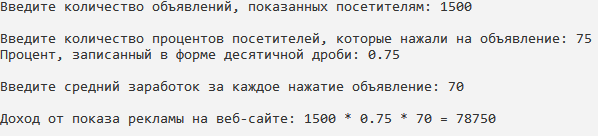 Введите количество объявлений, показанных посетителям: 1500
Введите количество процентов посетителей, которые нажали на объявление: 75
Процент, записанный в форме десятичной дроби: 0.75
Введите средний заработок за каждое нажатие объявление: 70
Доход от показа рекламы на веб-сайте: 1500 * 0.75 * 70 = 78750